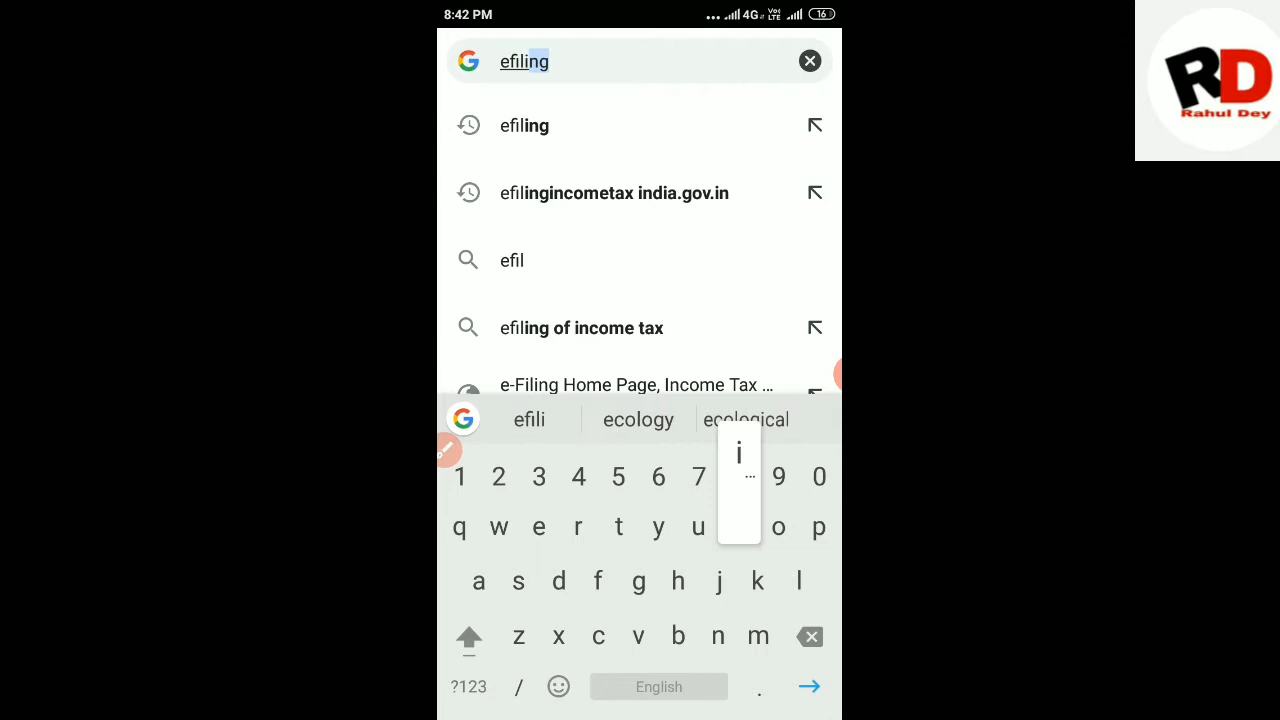 8:42 PM
4G
Vo
LTE
16
RD
Rahul Dey
efiling
efiling
efilingincometax india.gov.in
efil
efiling of income tax
e-Filing Home Page, Income Tax ...
efili ecology ecological
i
...
1 2 3 4 5 6 7 9 0
q w e r t y u o p
a s d f g h j k l
z x c v b n m
?123 / English .